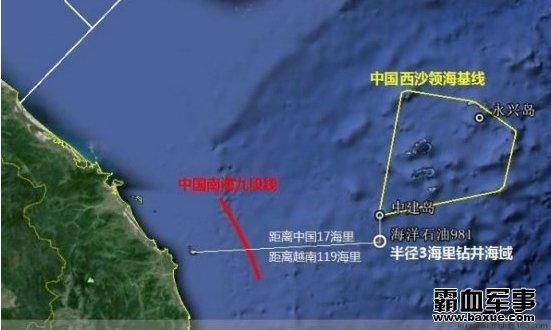 中国西沙领海基线
永兴岛
中国南海九段线
中建岛
距离中国17海里
海洋石油981
距离越南119海里
半径3海里钻井海域
霸血军事
www.baxue.com